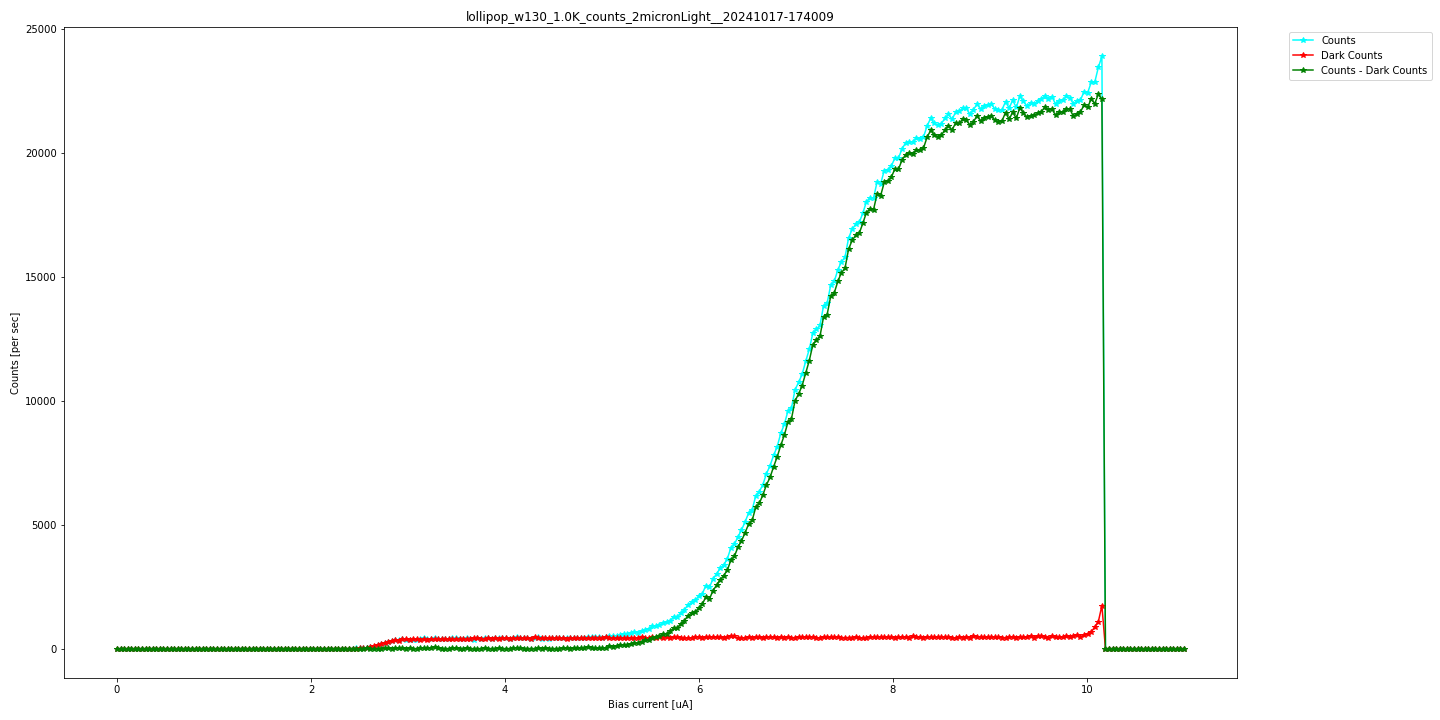 lollipop_w130_1.0K_counts_2micronLight__20241017-174009
Counts
Dark Counts
Counts - Dark Counts
Counts [per sec]
25000
20000
15000
10000
5000
0
0 2 4 6 8 10
Bias current [uA]